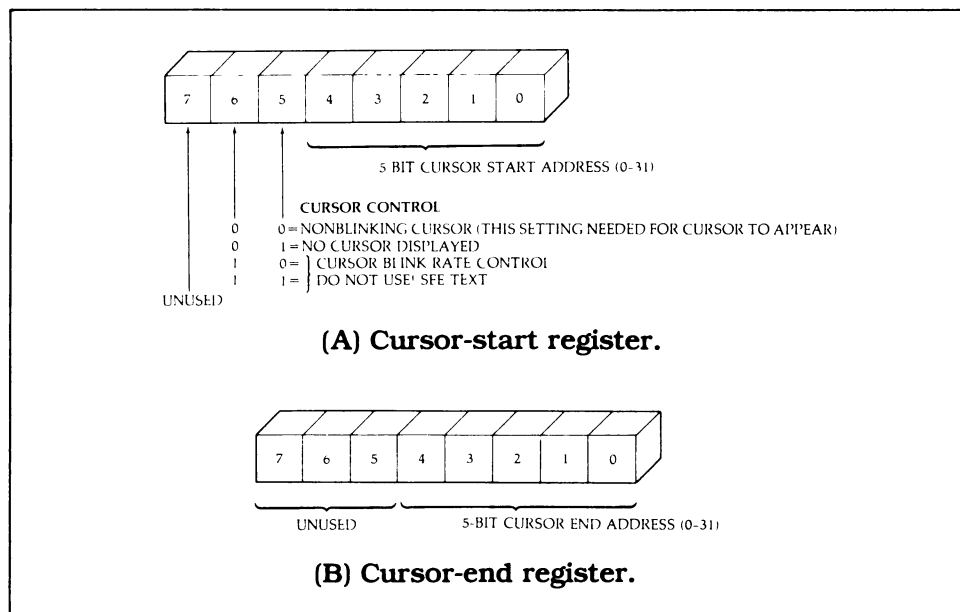 7 6 5 4 3 2 1 0
5 BIT CURSOR START ADDRESS (0-31)
CURSOR CONTROL
0 0 = NONBLINKING CURSOR (THIS SETTING NEEDED FOR CURSOR TO APPEAR)
0 1 = NO CURSOR DISPLAYED
1 0 = } CURSOR BLINK RATE CONTROL
1 1 = } DO NOT USE! SEE TEXT
UNUSED
(A) Cursor-start register.
7 6 5 4 3 2 1 0
UNUSED 5-BIT CURSOR END ADDRESS (0-31)
(B) Cursor-end register.